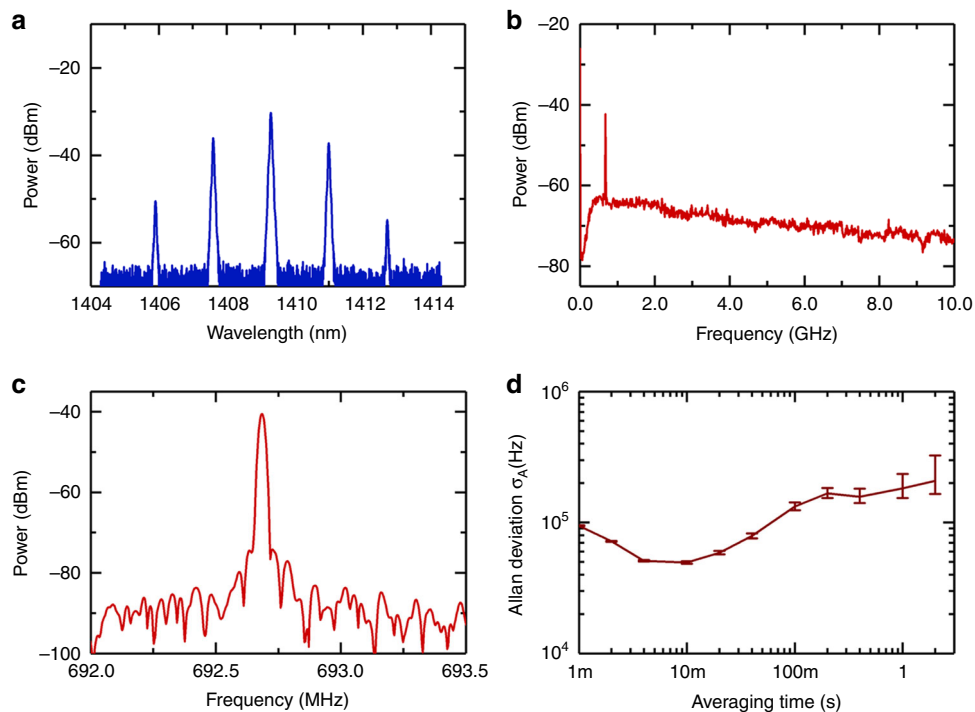 a
Power (dBm)
−20
−40
−60
1404 1406 1408 1410 1412 1414
Wavelength (nm)
b
Power (dBm)
−20
−40
−60
−80
0.0 2.0 4.0 6.0 8.0 10.0
Frequency (GHz)
c
Power (dBm)
−40
−60
−80
−100
692.0 692.5 693.0 693.5
Frequency (MHz)
d
Allan deviation σA(Hz)
10^6
10^5
10^4
1m 10m 100m 1
Averaging time (s)